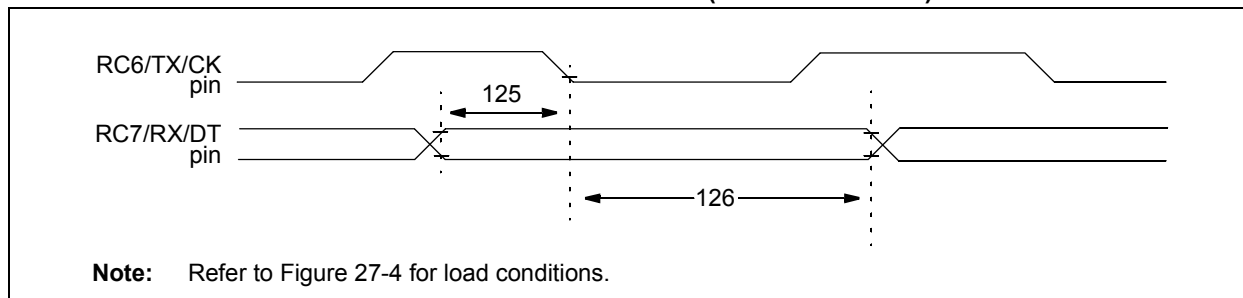 RC6/TX/CK
pin
125
RC7/RX/DT
pin
126
Note: Refer to Figure 27-4 for load conditions.